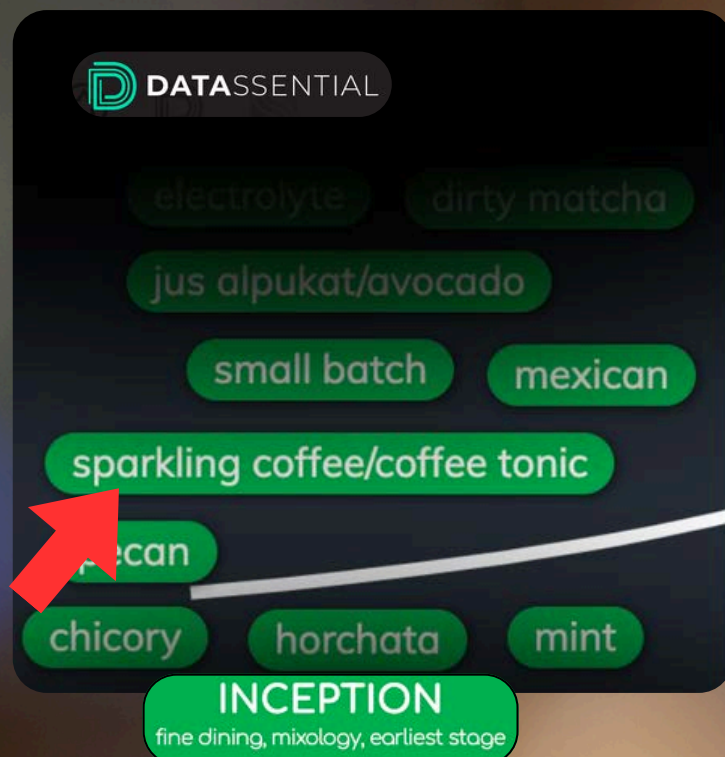 DATASSENTIAL
electrolyte
dirty matcha
jus alpukat/avocado
small batch
mexican
sparkling coffee/coffee tonic
pecan
chicory
horchata
mint
INCEPTION
fine dining, mixology, earliest stage